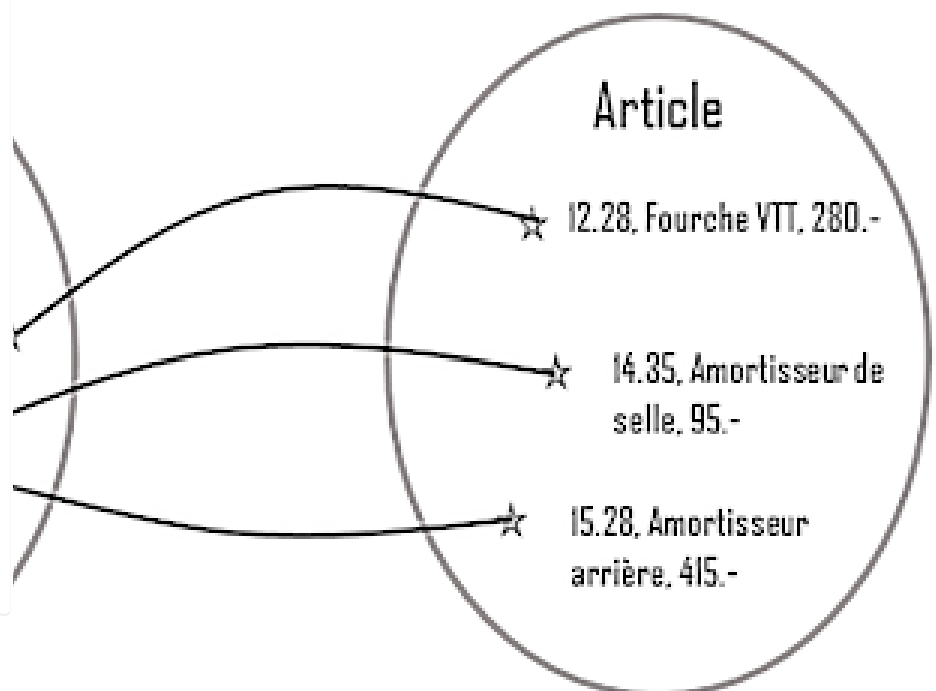 Article
12.28, Fourche VTT, 280.-
14.35, Amortisseur de
selle, 95.-
15.28, Amortisseur
arrière, 415.-